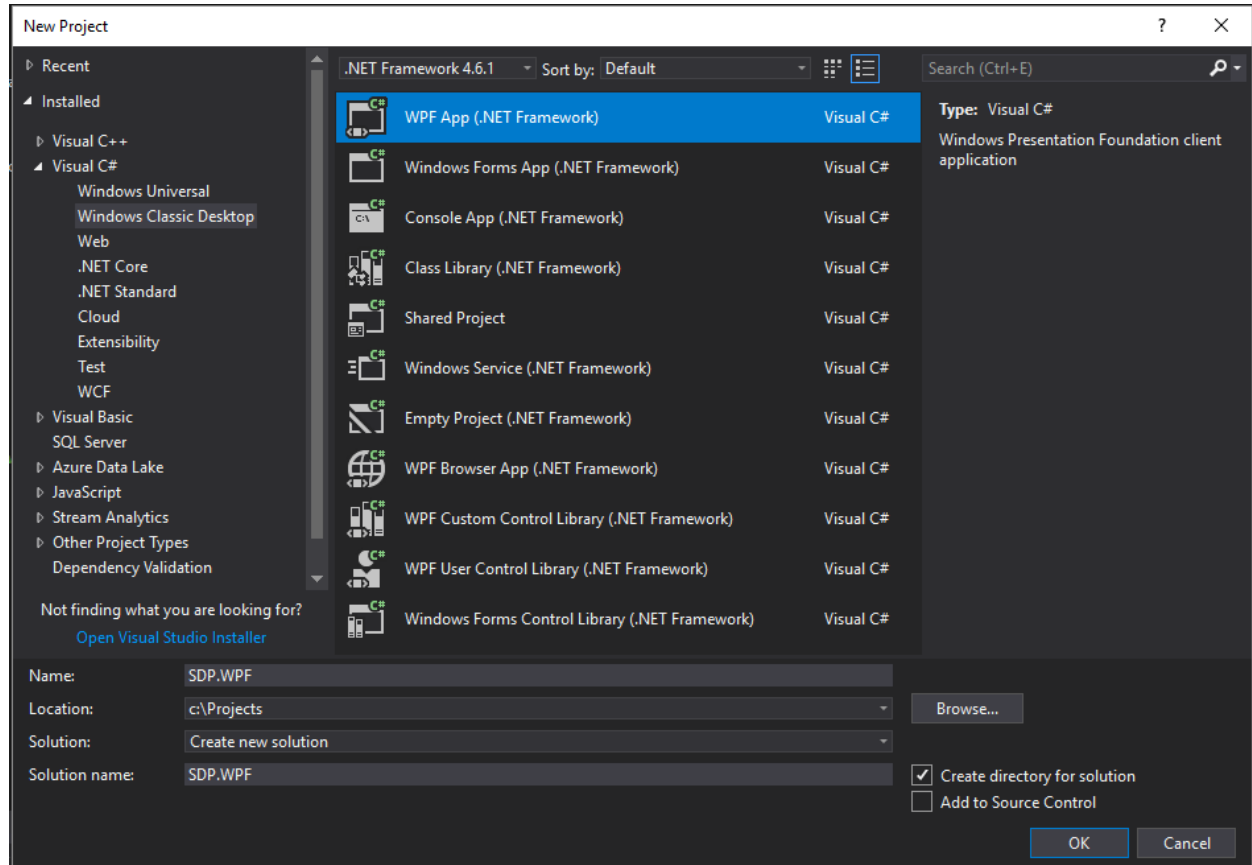 New Project
?
Recent
Installed
Visual C++
Visual C#
Windows Universal
Windows Classic Desktop
Web
.NET Core
.NET Standard
Cloud
Extensibility
Test
WCF
Visual Basic
SQL Server
Azure Data Lake
JavaScript
Stream Analytics
Other Project Types
Dependency Validation
Not finding what you are looking for?
Open Visual Studio Installer
.NET Framework 4.6.1 Sort by: Default
C# WPF App (.NET Framework) Visual C#
C# Windows Forms App (.NET Framework) Visual C#
C# C:\ Console App (.NET Framework) Visual C#
C# Class Library (.NET Framework) Visual C#
C# Shared Project Visual C#
C# Windows Service (.NET Framework) Visual C#
C# Empty Project (.NET Framework) Visual C#
C# WPF Browser App (.NET Framework) Visual C#
C# WPF Custom Control Library (.NET Framework) Visual C#
C# WPF User Control Library (.NET Framework) Visual C#
C# Windows Forms Control Library (.NET Framework) Visual C#
Search (Ctrl+E)
Type: Visual C#
Windows Presentation Foundation client
application
Name: SDP.WPF
Location: c:\Projects
Browse...
Solution: Create new solution
Solution name: SDP.WPF
Create directory for solution
Add to Source Control
OK Cancel